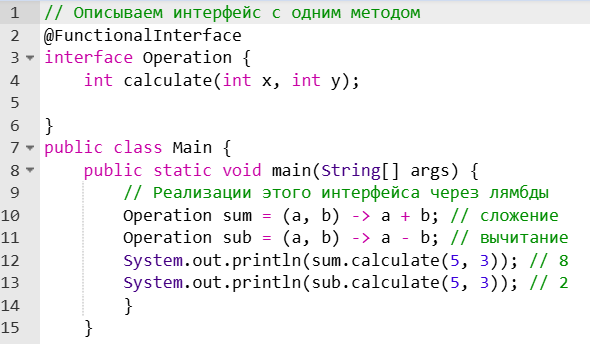 1 // Описываем интерфейс с одним методом
2 @FunctionalInterface
3 interface Operation {
4     int calculate(int x, int y);
5
6 }
7 public class Main {
8     public static void main(String[] args) {
9         // Реализации этого интерфейса через лямбды
10         Operation sum = (a, b) -> a + b; // сложение
11         Operation sub = (a, b) -> a - b; // вычитание
12         System.out.println(sum.calculate(5, 3)); // 8
13         System.out.println(sub.calculate(5, 3)); // 2
14         }
15     }